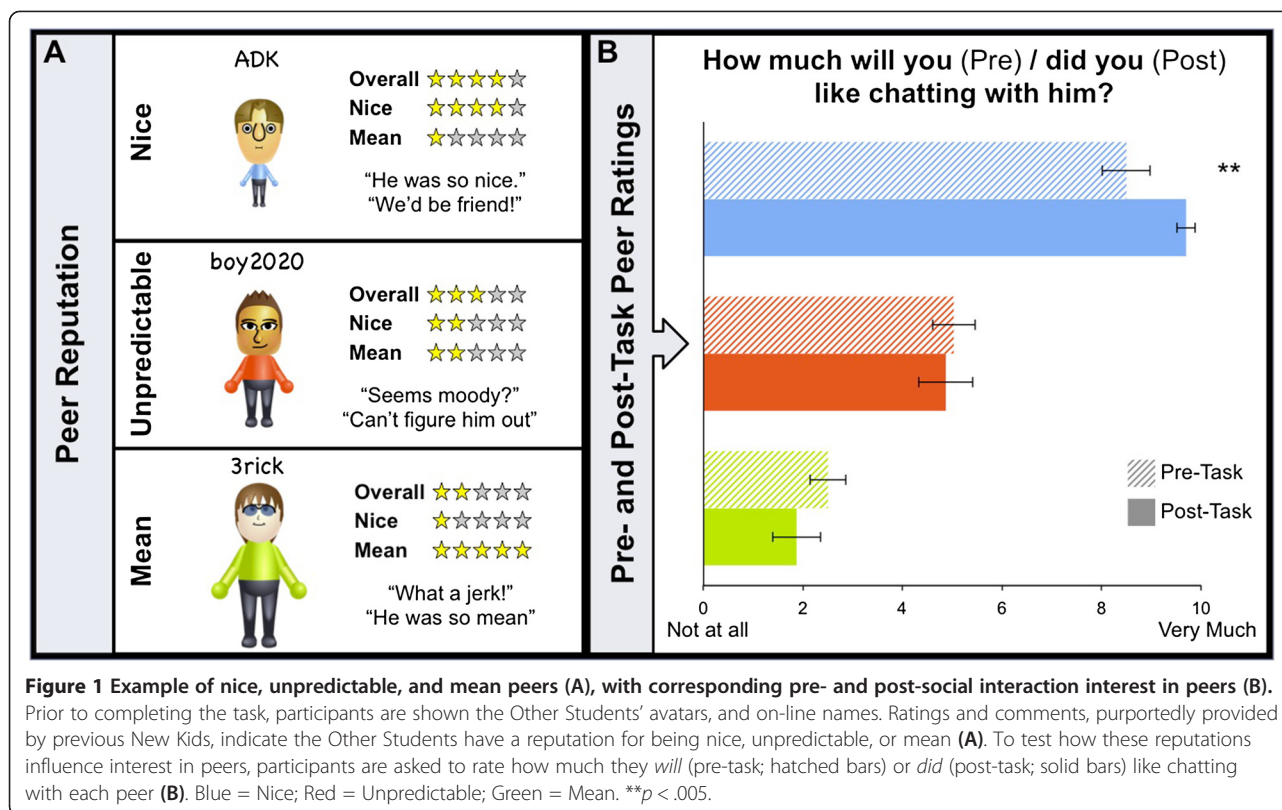 A
Peer Reputation
Nice
ADK
Overall
Nice
Mean
“He was so nice.”
“We’d be friend!”
Unpredictable
boy2020
Overall
Nice
Mean
“Seems moody?”
“Can’t figure him out”
Mean
3rick
Overall
Nice
Mean
“What a jerk!”
“He was so mean”
B
Pre- and Post-Task Peer Ratings
How much will you (Pre) / did you (Post)
like chatting with him?
**
Pre-Task
Post-Task
0 2 4 6 8 10
Not at all Very Much
Figure 1 Example of nice, unpredictable, and mean peers (A), with corresponding pre- and post-social interaction interest in peers (B).
Prior to completing the task, participants are shown the Other Students’ avatars, and on-line names. Ratings and comments, purportedly provided
by previous New Kids, indicate the Other Students have a reputation for being nice, unpredictable, or mean (A). To test how these reputations
influence interest in peers, participants are asked to rate how much they will (pre-task; hatched bars) or did (post-task; solid bars) like chatting
with each peer (B). Blue = Nice; Red = Unpredictable; Green = Mean. **p < .005.